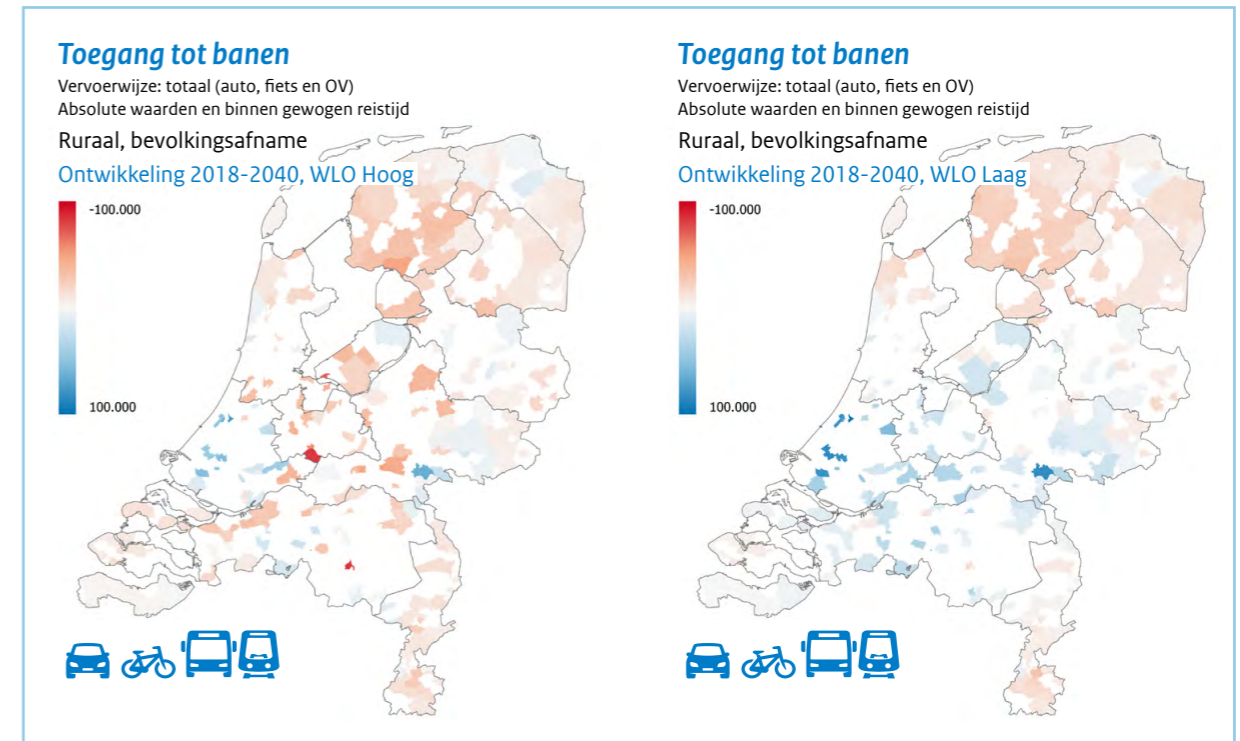 Toegang tot banen
Vervoerwijze: totaal (auto, fiets en OV)
Absolute waarden en binnen gewogen reistijd
Ruraal, bevolkingsafname
Ontwikkeling 2018-2040, WLO Hoog
-100.000
100.000
Toegang tot banen
Vervoerwijze: totaal (auto, fiets en OV)
Absolute waarden en binnen gewogen reistijd
Ruraal, bevolkingsafname
Ontwikkeling 2018-2040, WLO Laag
-100.000
100.000